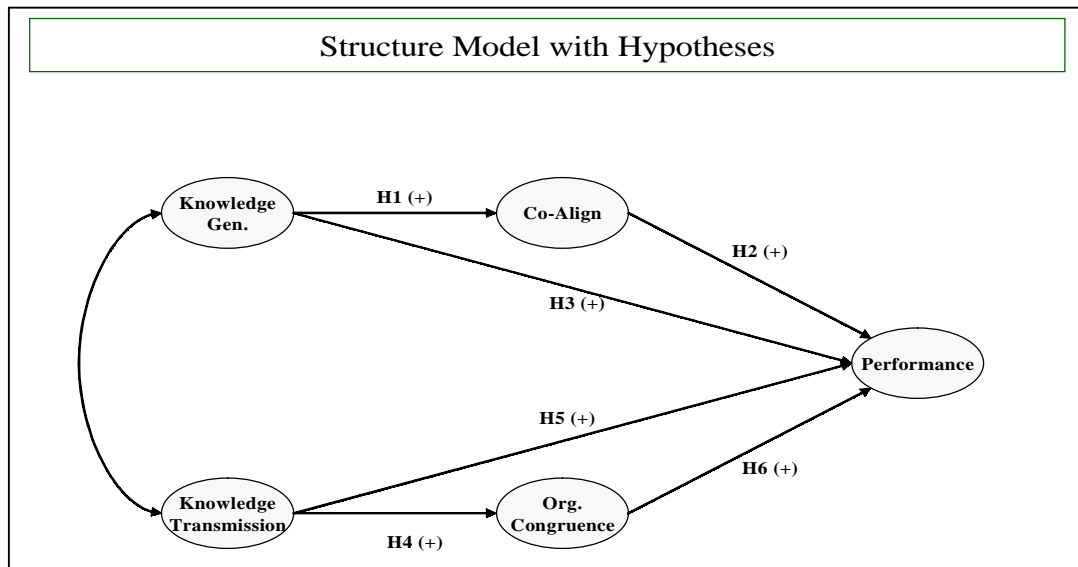 Structure Model with Hypotheses
Knowledge
Gen.
H1 (+)
Co-Align
H2 (+)
H3 (+)
Performance
H5 (+)
H6 (+)
Knowledge
Transmission
H4 (+)
Org.
Congruence